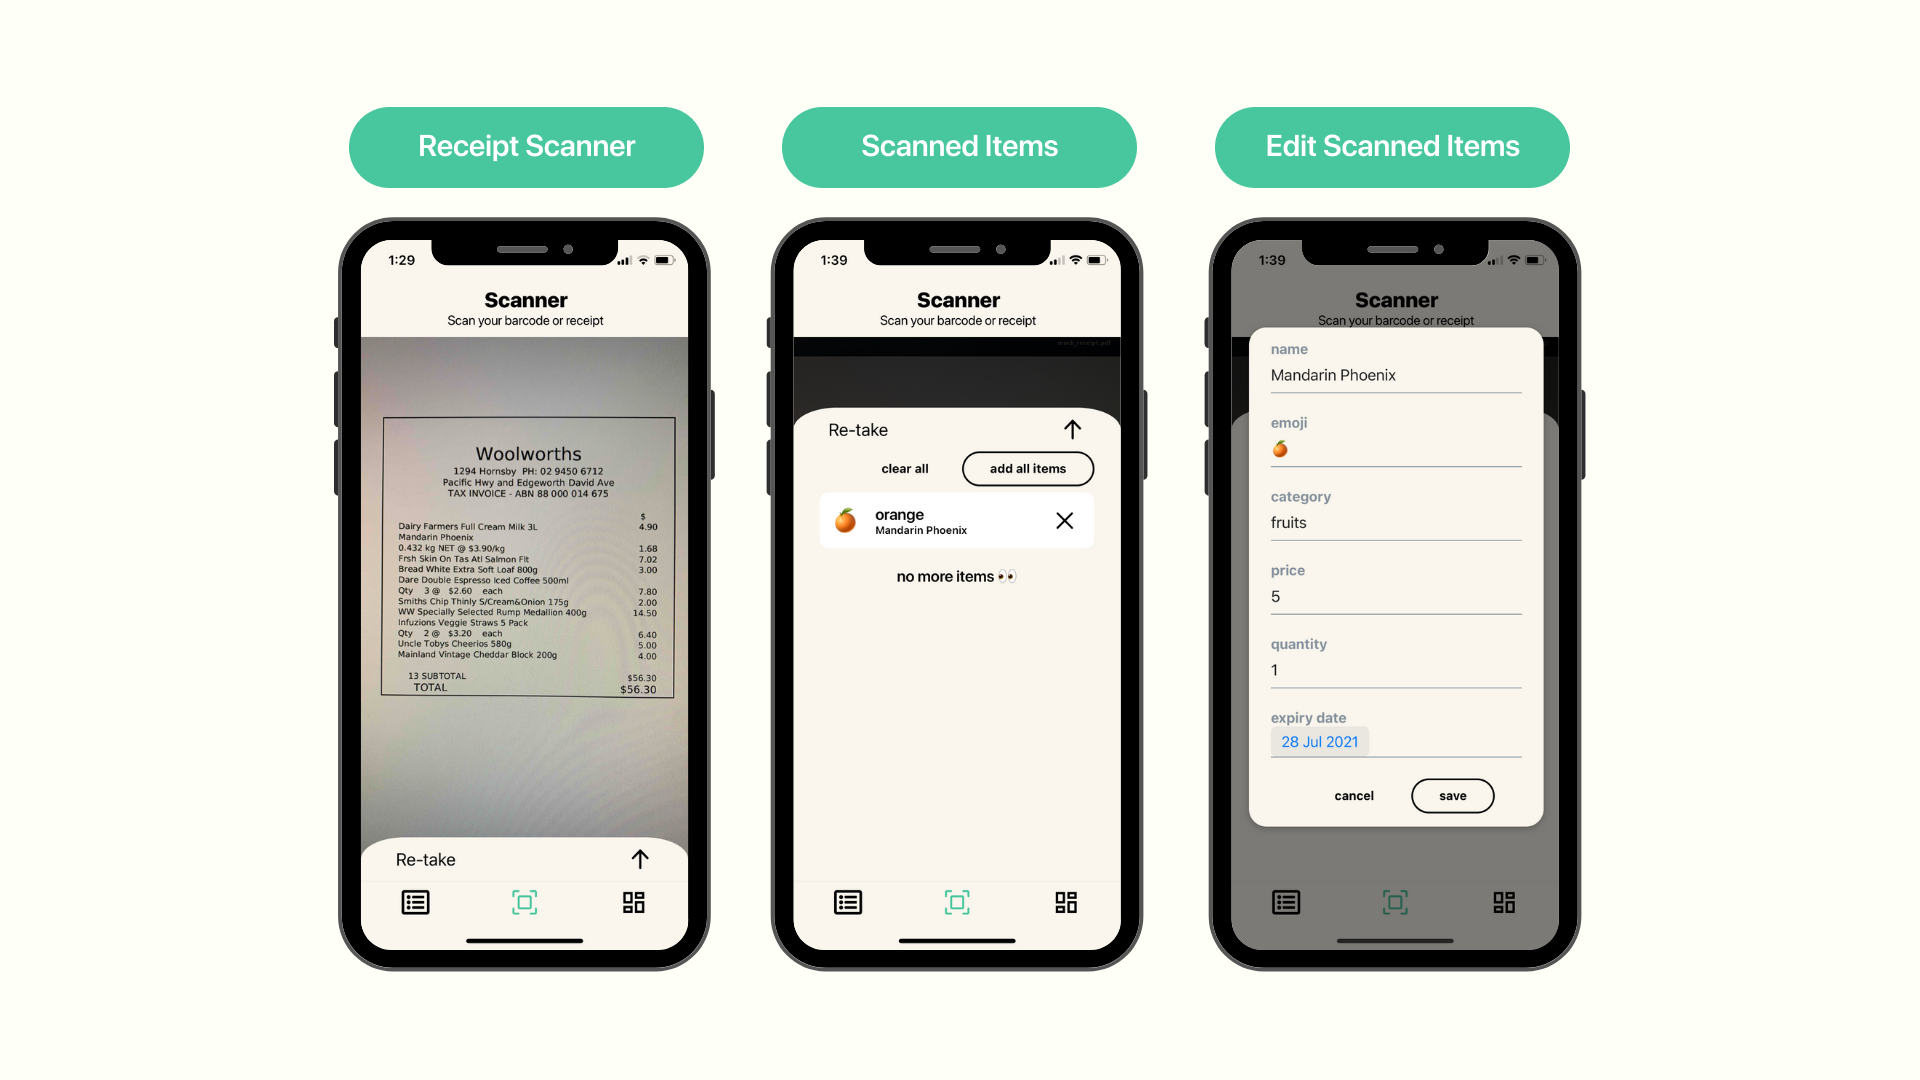 Receipt Scanner
1:29
Scanner
Scan your barcode or receipt
Woolworths
1294 Hornsby PH: 02 9450 6712
Pacific Hwy and Edgeworth David Ave
TAX INVOICE - ABN 88 000 014 675
$
Dairy Farmers Full Cream Milk 3L 4.90
Mandarin Phoenix
0.432 kg NET @ $3.90/kg 1.68
Frsh Skin On Tas Atl Salmon Flt 7.02
Bread White Extra Soft Loaf 800g 3.00
Dare Double Espresso Iced Coffee 500ml
Qty 3 @ $2.60 each 7.80
Smiths Chip Thinly S/Cream&Onion 175g 2.00
WW Specially Selected Rump Medallion 400g 14.50
Infuzions Veggie Straws 5 Pack
Qty 2 @ $3.20 each 6.40
Uncle Tobys Cheerios 580g 5.00
Mainland Vintage Cheddar Block 200g 4.00
13 SUBTOTAL $56.30
TOTAL $56.30
Re-take
Scanned Items
1:39
Scanner
Scan your barcode or receipt
mock_receipt.pdf
Re-take
clear all
add all items
orange
Mandarin Phoenix
no more items
Edit Scanned Items
1:39
Scanner
Scan your barcode or receipt
name
Mandarin Phoenix
emoji
category
fruits
price
5
quantity
1
expiry date
28 Jul 2021
cancel
save